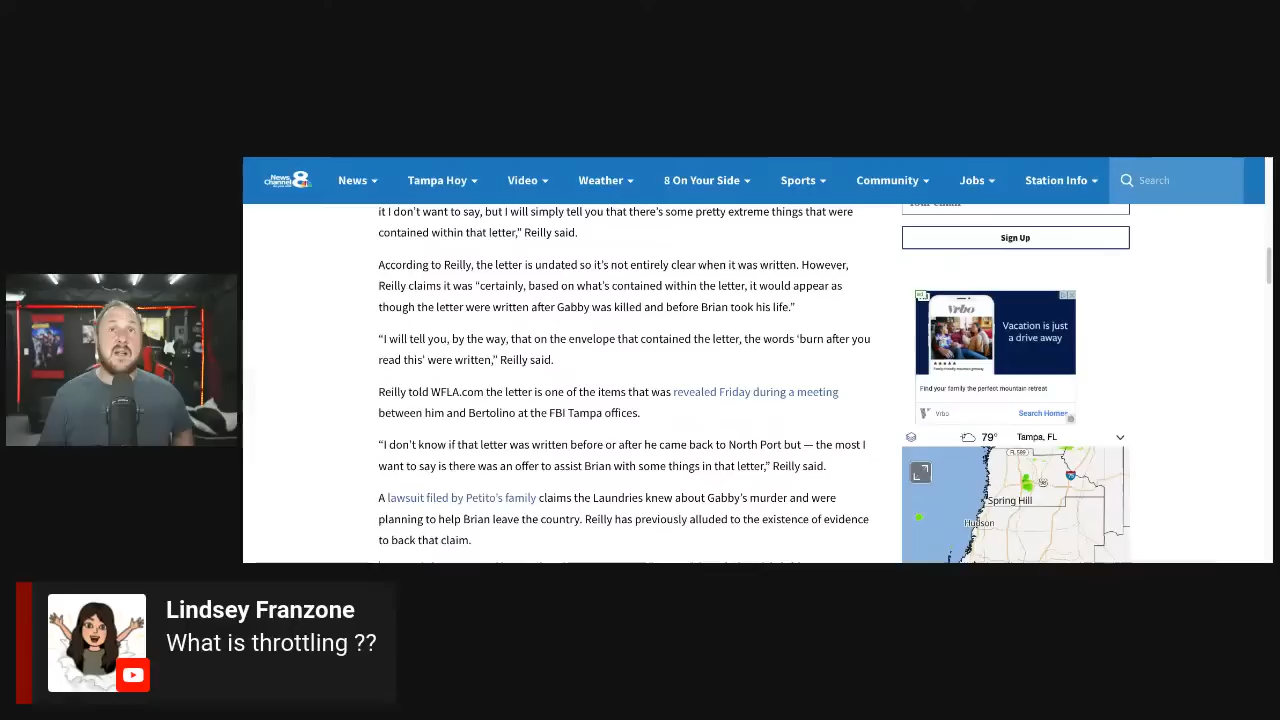 News Channel 8
News
Tampa Hoy
Video
Weather
8 On Your Side
Sports
Community
Jobs
Station Info
Search
it I don’t want to say, but I will simply tell you that there’s some pretty extreme things that were
contained within that letter,” Reilly said.
According to Reilly, the letter is undated so it’s not entirely clear when it was written. However,
Reilly claims it was “certainly, based on what’s contained within the letter, it would appear as
though the letter were written after Gabby was killed and before Brian took his life.”
“I will tell you, by the way, that on the envelope that contained the letter, the words ‘burn after you
read this’ were written,” Reilly said.
Reilly told WFLA.com the letter is one of the items that was revealed Friday during a meeting
between him and Bertolino at the FBI Tampa offices.
“I don’t know if that letter was written before or after he came back to North Port but — the most I
want to say is there was an offer to assist Brian with some things in that letter,” Reilly said.
A lawsuit filed by Petito’s family claims the Laundries knew about Gabby’s murder and were
planning to help Brian leave the country. Reilly has previously alluded to the existence of evidence
to back that claim.
Sign Up
Vrbo
Vacation is just
a drive away
Find your family the perfect mountain retreat
Vrbo
Search Homes
79°
Tampa, FL
Spring Hill
Hudson
Lindsey Franzone
What is throttling ??